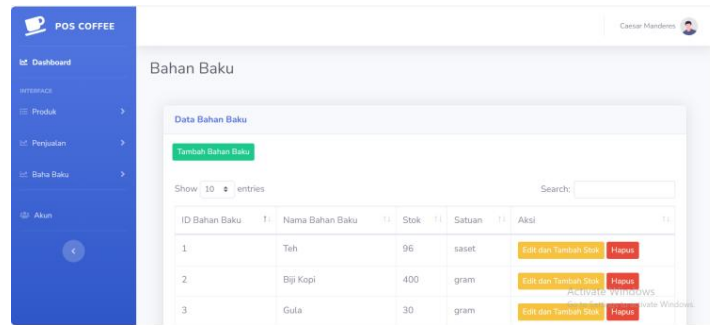 POS COFFEE
Caesar Manderes
Dashboard
Bahan Baku
INTERFACE
Produk
Data Bahan Baku
Penjualan
Tambah Bahan Baku
Baha Baku
Show 10 entries
Search:
Akun
ID Bahan Baku Nama Bahan Baku Stok Satuan Aksi
1 Teh 96 saset Edit dan Tambah Stok Hapus
2 Biji Kopi 400 gram Edit dan Tambah Stok Hapus
Activate Windows
3 Gula 30 gram Edit dan Tambah Stok Hapus